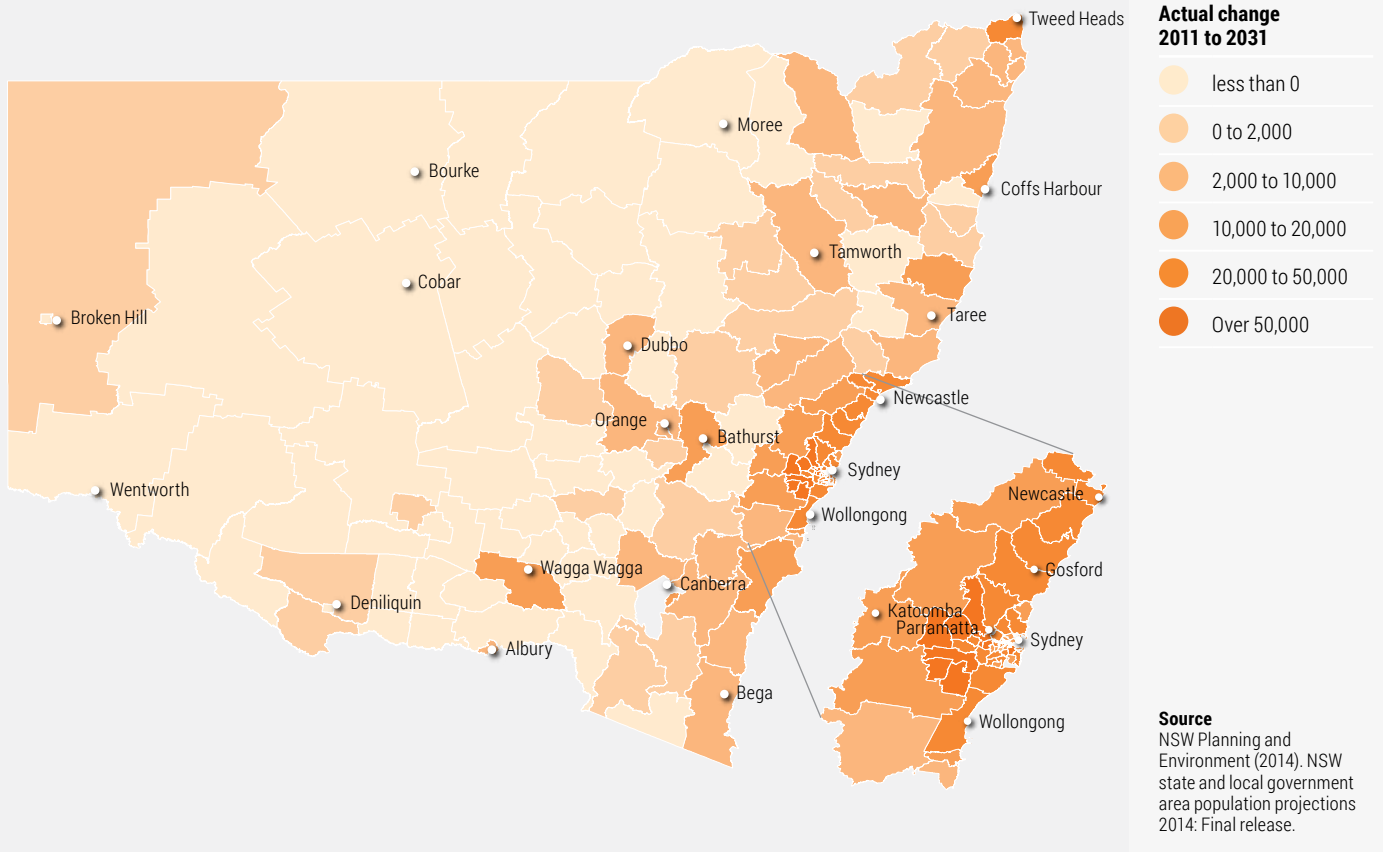 Tweed Heads
Moree
Bourke
Coffs Harbour
Tamworth
Cobar
Broken Hill
Taree
Dubbo
Newcastle
Orange
Bathurst
Sydney
Wentworth
Wollongong
Wagga Wagga
Canberra
Deniliquin
Albury
Bega
Newcastle
Gosford
Katoomba
Parramatta
Sydney
Wollongong
Actual change
2011 to 2031
less than 0
0 to 2,000
2,000 to 10,000
10,000 to 20,000
20,000 to 50,000
Over 50,000
Source
NSW Planning and
Environment (2014). NSW
state and local government
area population projections
2014: Final release.